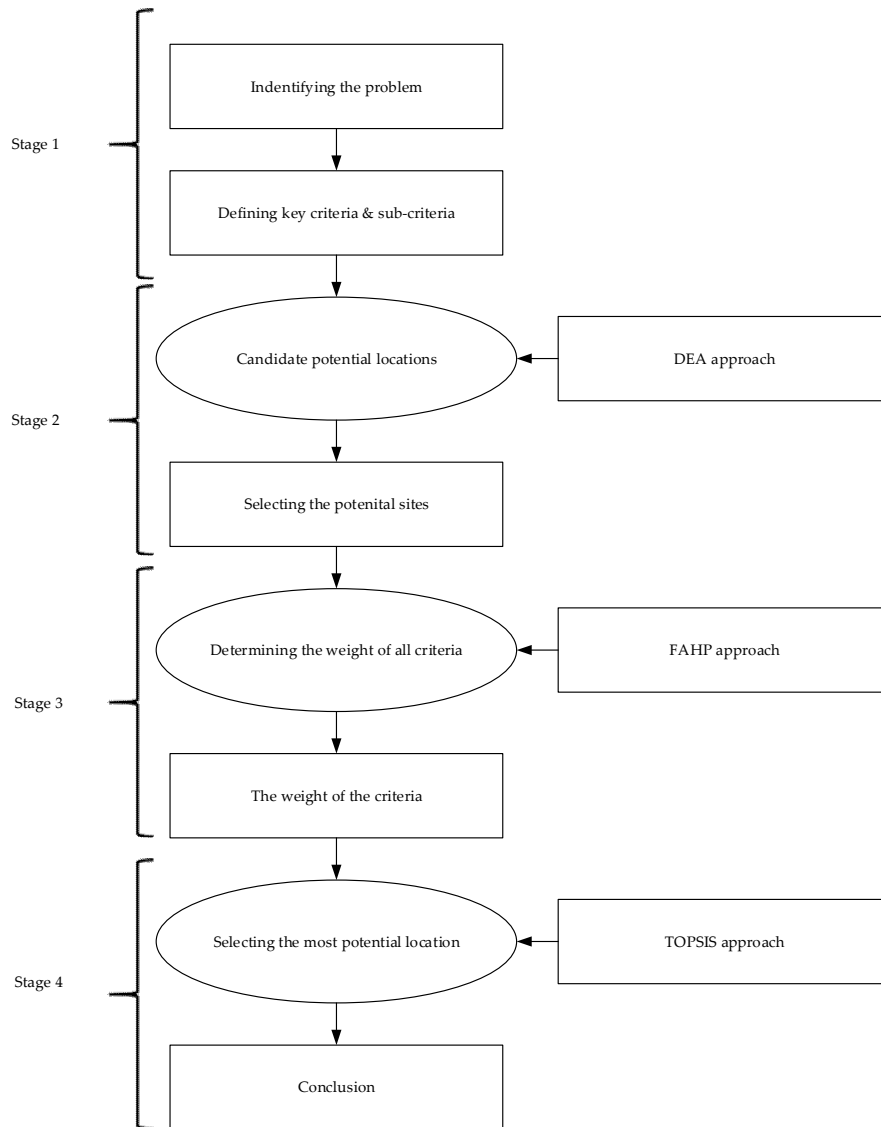 Indentifying the problem
Stage 1
Defining key criteria & sub-criteria
Candidate potential locations
DEA approach
Stage 2
Selecting the potenital sites
Determining the weight of all criteria
FAHP approach
Stage 3
The weight of the criteria
Selecting the most potential location
TOPSIS approach
Stage 4
Conclusion